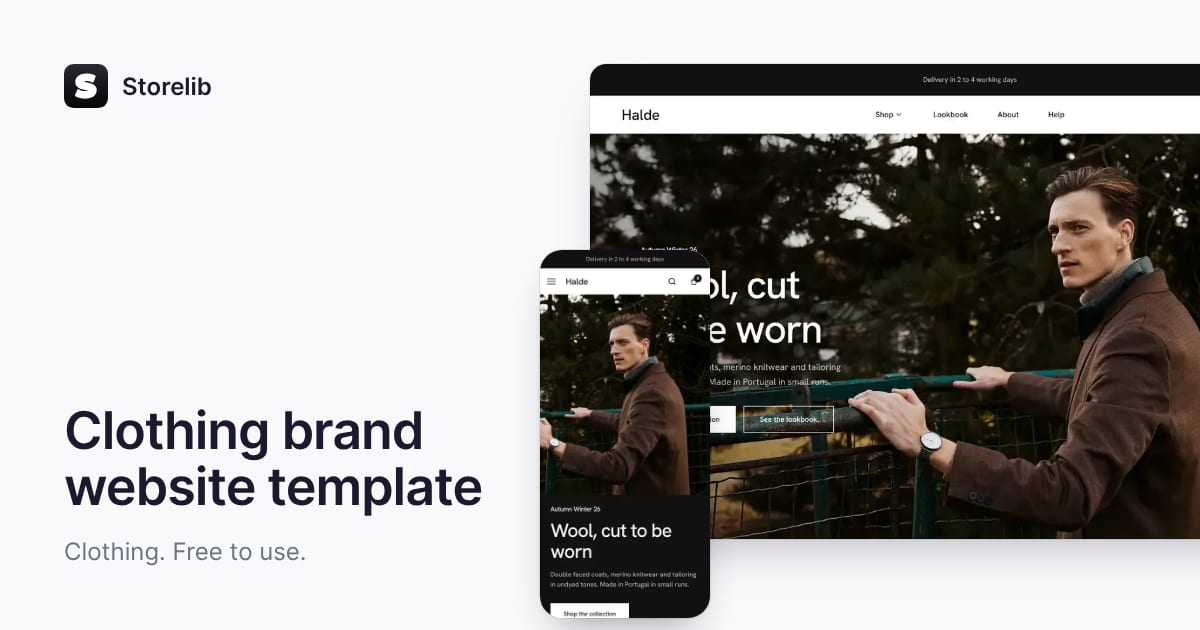 Storelib
Clothing brand
website template
Clothing. Free to use.
Delivery in 2 to 4 working days
Halde
Shop
Lookbook
About
Help
Autumn Winter 26
cut
worn
merino knitwear and tailoring
Made in Portugal in small runs.
See the lookbook
Delivery in 2 to 4 working days
Halde
Autumn Winter 26
Wool, cut to be
worn
Double faced coats, merino knitwear and tailoring
in undyed tones. Made in Portugal in small runs.
Shop the collection